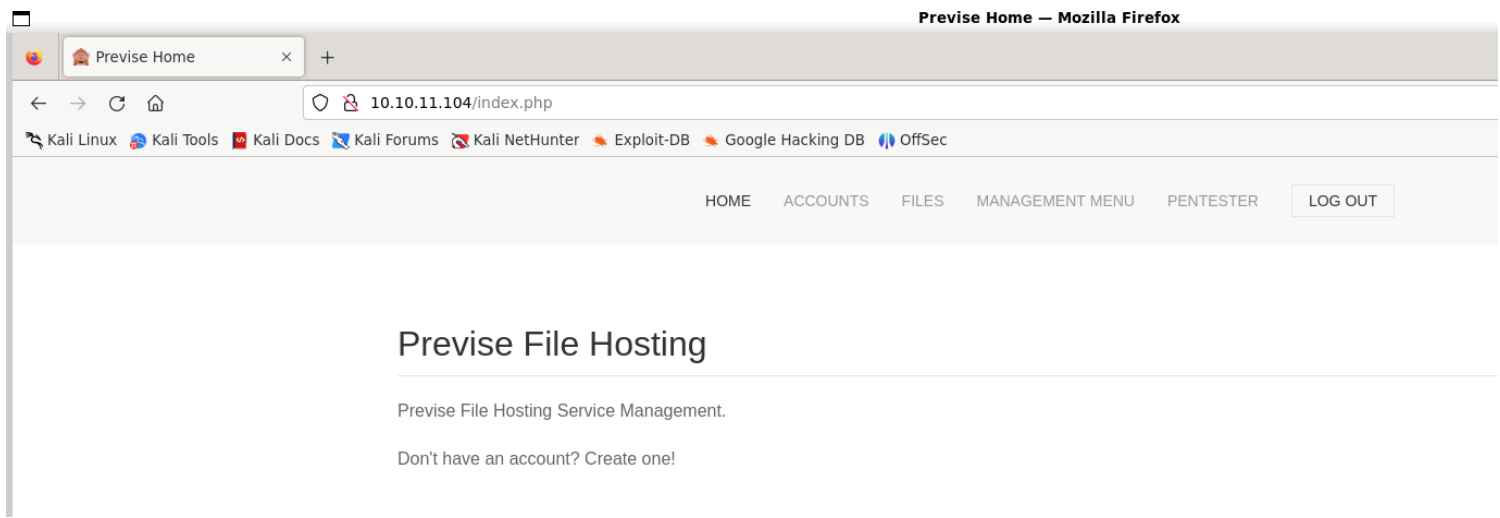 Previse Home — Mozilla Firefox
Previse Home
10.10.11.104/index.php
Kali Linux Kali Tools Kali Docs Kali Forums Kali NetHunter Exploit-DB Google Hacking DB OffSec
HOME ACCOUNTS FILES MANAGEMENT MENU PENTESTER LOG OUT
Previse File Hosting
Previse File Hosting Service Management.
Don't have an account? Create one!